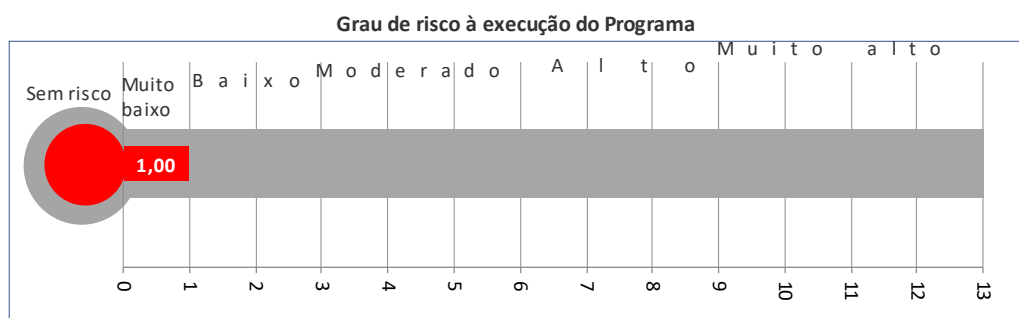 Grau de risco à execução do Programa
Sem risco
Muito
baixo
Baixo
Moderado
Alto
Muito alto
1,00
0 1 2 3 4 5 6 7 8 9 10 11 12 13